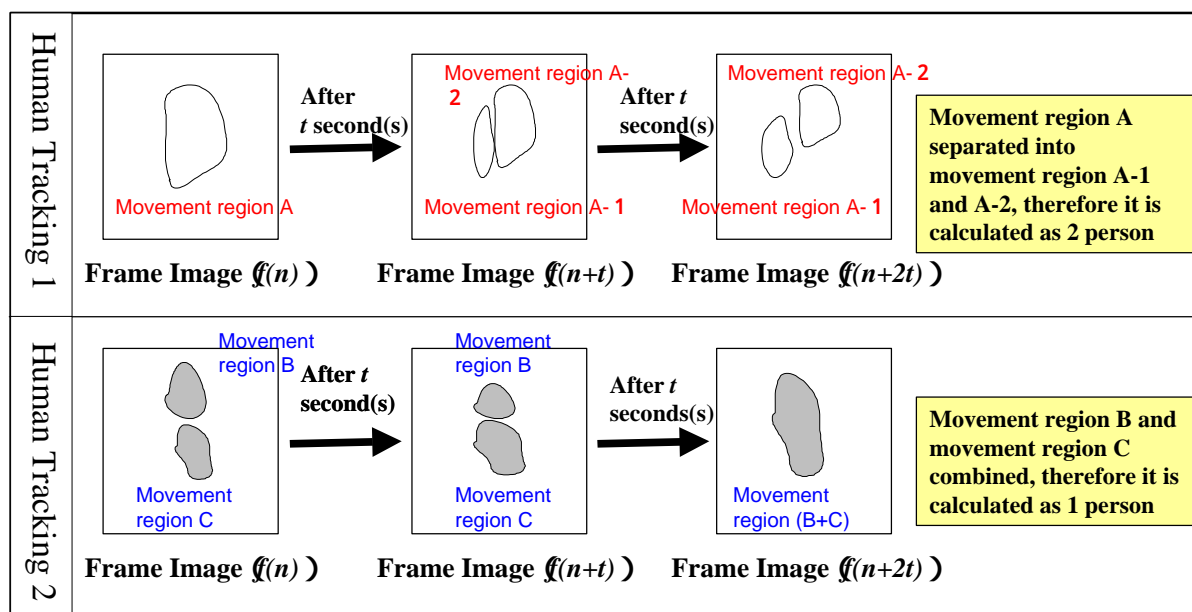 Human Tracking 1
Movement region A
Frame Image (f(n) )
After
t second(s)
Movement region A-
2
Movement region A- 1
Frame Image (f(n+t) )
After t
second(s)
Movement region A- 2
Movement region A- 1
Frame Image (f(n+2t) )
Movement region A
separated into
movement region A-1
and A-2, therefore it is
calculated as 2 person
Human Tracking 2
Movement
region B
Movement
region C
Frame Image (f(n) )
After t
second(s)
Movement
region B
Movement
region C
Frame Image (f(n+t) )
After t
seconds(s)
Movement
region (B+C)
Frame Image (f(n+2t) )
Movement region B and
movement region C
combined, therefore it is
calculated as 1 person